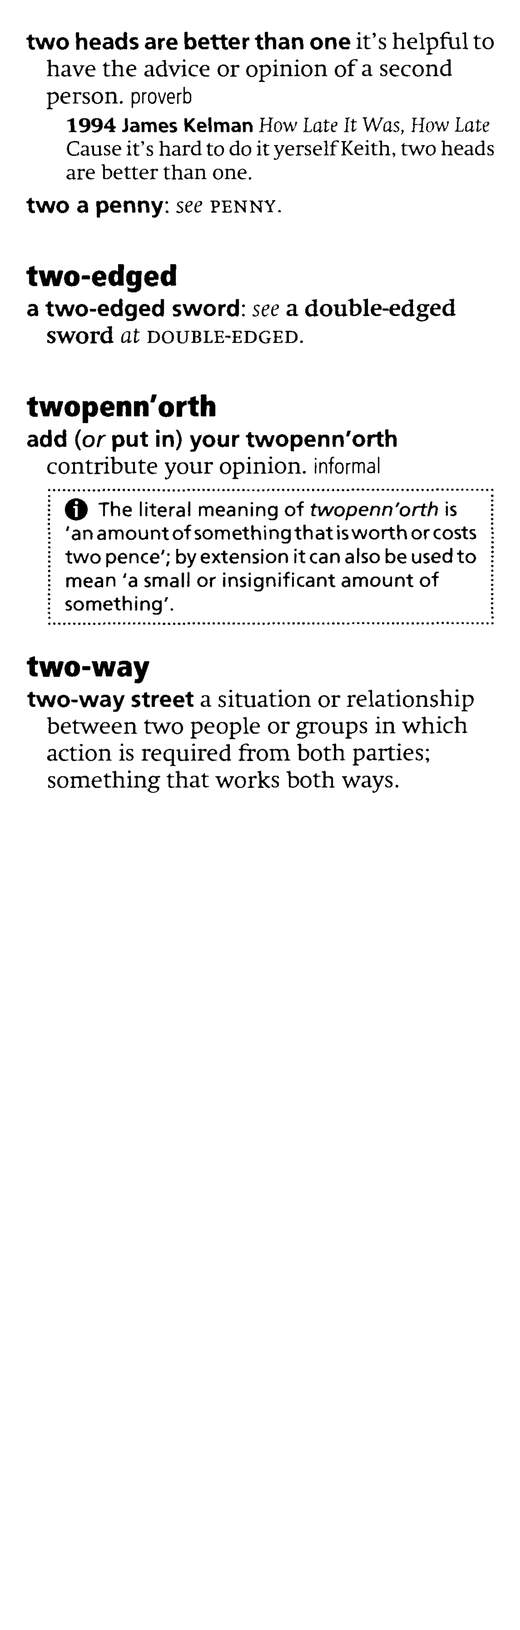 two heads are better than one it's helpful to
have the advice or opinion of a second
person. proverb
1994 James Kelman How Late It Was, How Late
Cause it's hard to do it yerself Keith, two heads
are better than one.
two a penny: see PENNY.
two-edged
a two-edged sword: see a double-edged
sword at DOUBLE-EDGED.
twopenn'orth
add (or put in) your twopenn'orth
contribute your opinion. informal
The literal meaning of twopenn'orth is
'an amount of something that is worth or costs
two pence'; by extension it can also be used to
mean 'a small or insignificant amount of
something'.
two-way
two-way street a situation or relationship
between two people or groups in which
action is required from both parties;
something that works both ways.